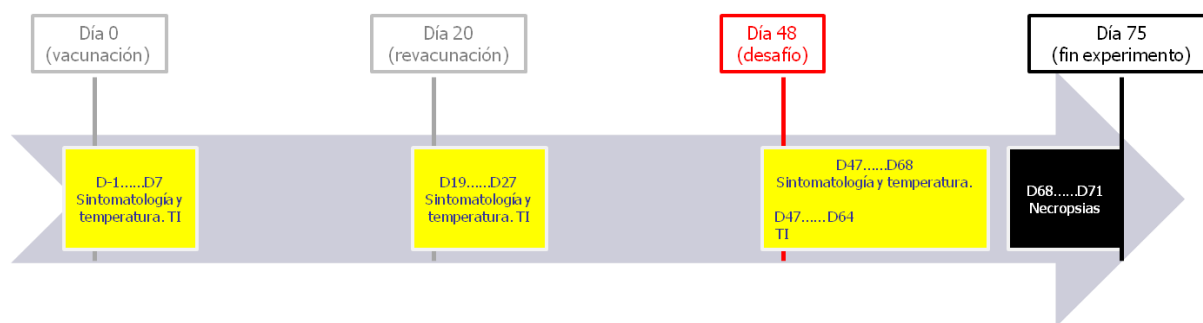 Día 0
(vacunación)
Día 20
(revacunación)
Día 48
(desafío)
Día 75
(fin experimento)
D-1......D7
Sintomatología y
temperatura. TI
D19......D27
Sintomatología y
temperatura. TI
D47......D68
Sintomatología y temperatura.
D47......D64
TI
D68......D71
Necropsias